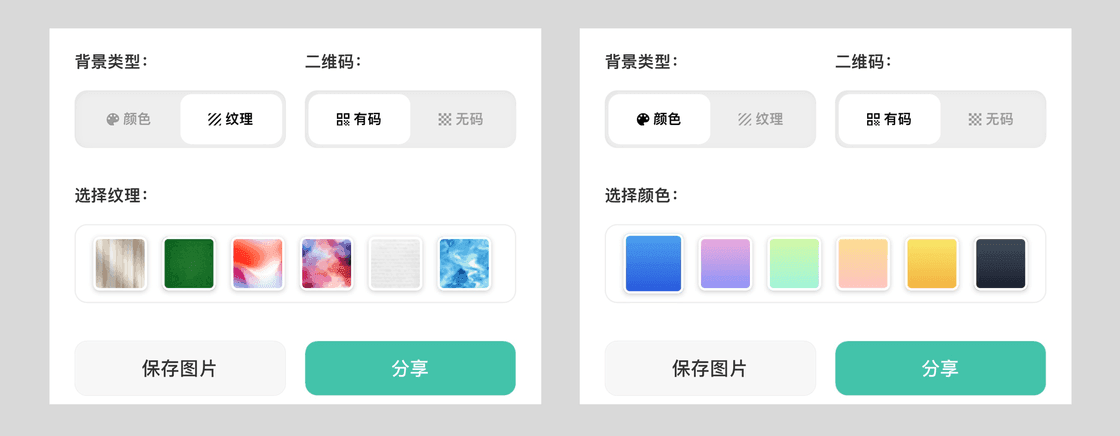 背景类型：
二维码：
颜色
纹理
有码
无码
选择纹理：
保存图片
分享
背景类型：
二维码：
颜色
纹理
有码
无码
选择颜色：
保存图片
分享